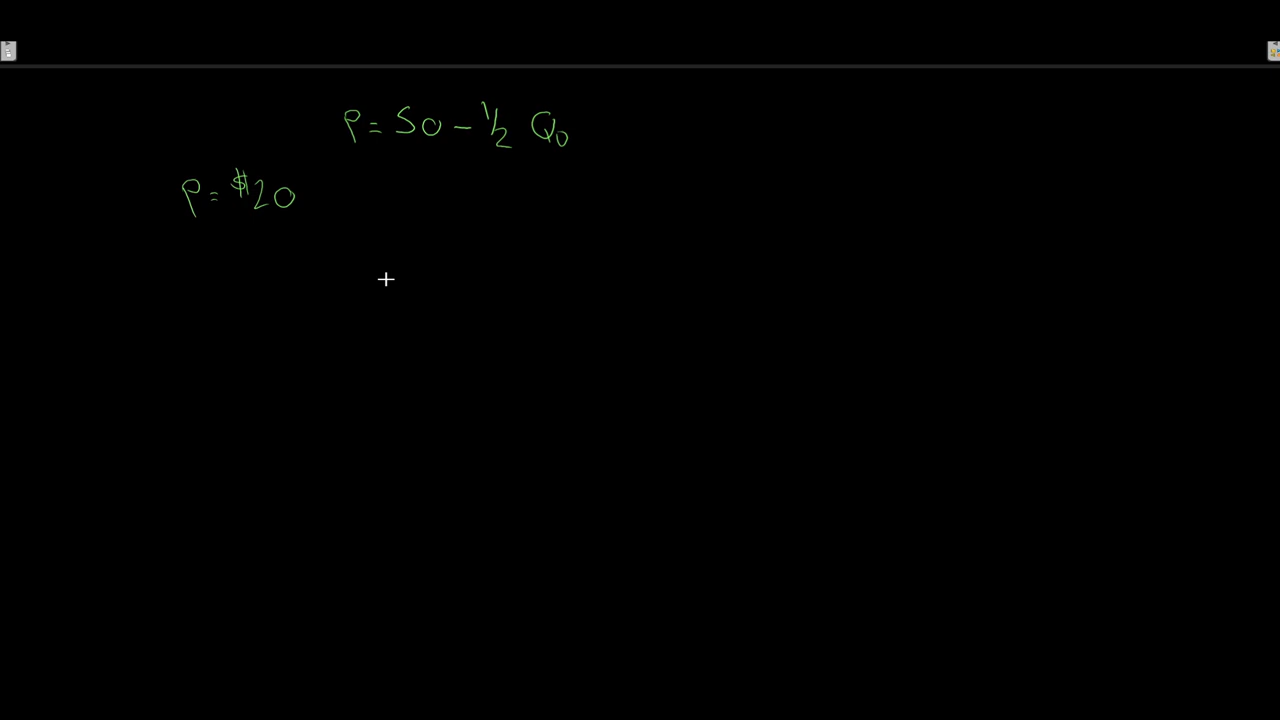 P = 50 - 1/2 Q0
P = $20